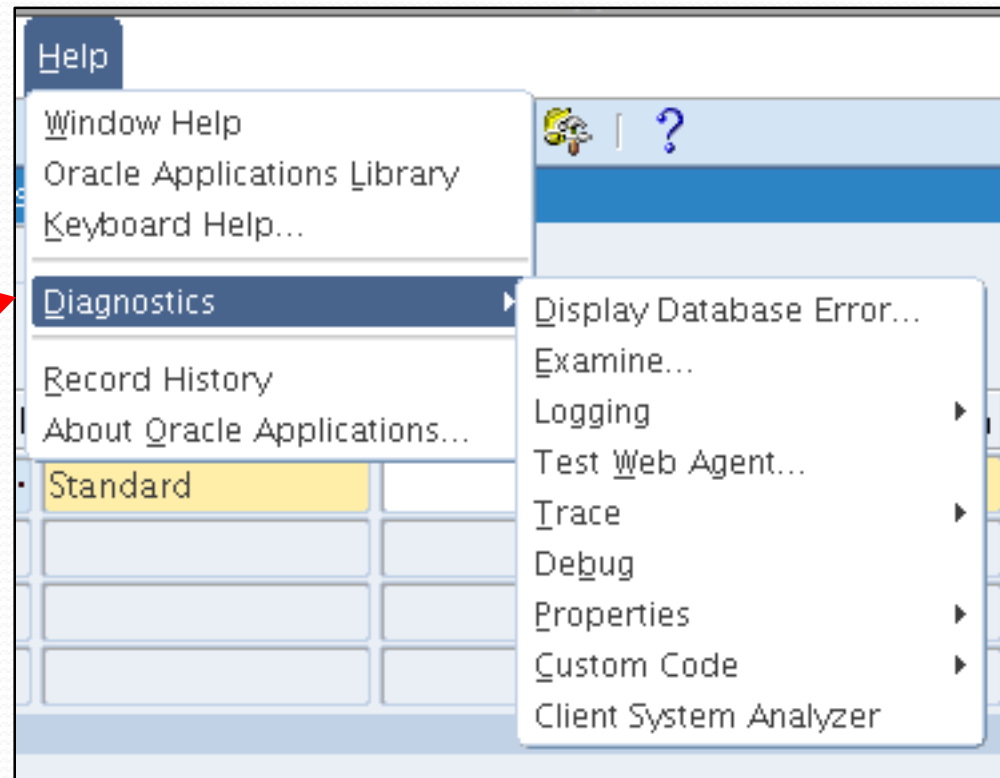 Help
Window Help
Oracle Applications Library
Keyboard Help...
Diagnostics
Record History
About Oracle Applications...
Display Database Error...
Examine...
Logging
Test Web Agent...
Trace
Debug
Properties
Custom Code
Client System Analyzer
Standard